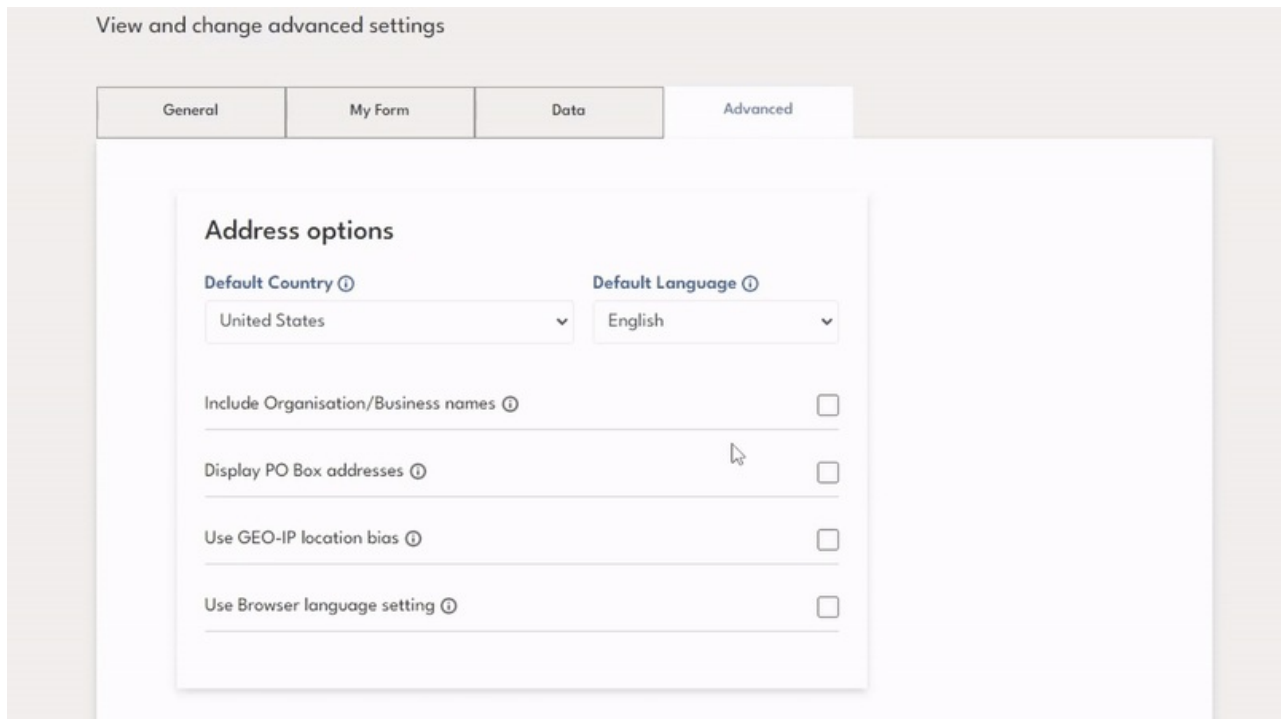 View and change advanced settings
General My Form Data Advanced
Address options
Default Country Default Language
United States English
Include Organisation/Business names
Display PO Box addresses
Use GEO-IP location bias
Use Browser language setting